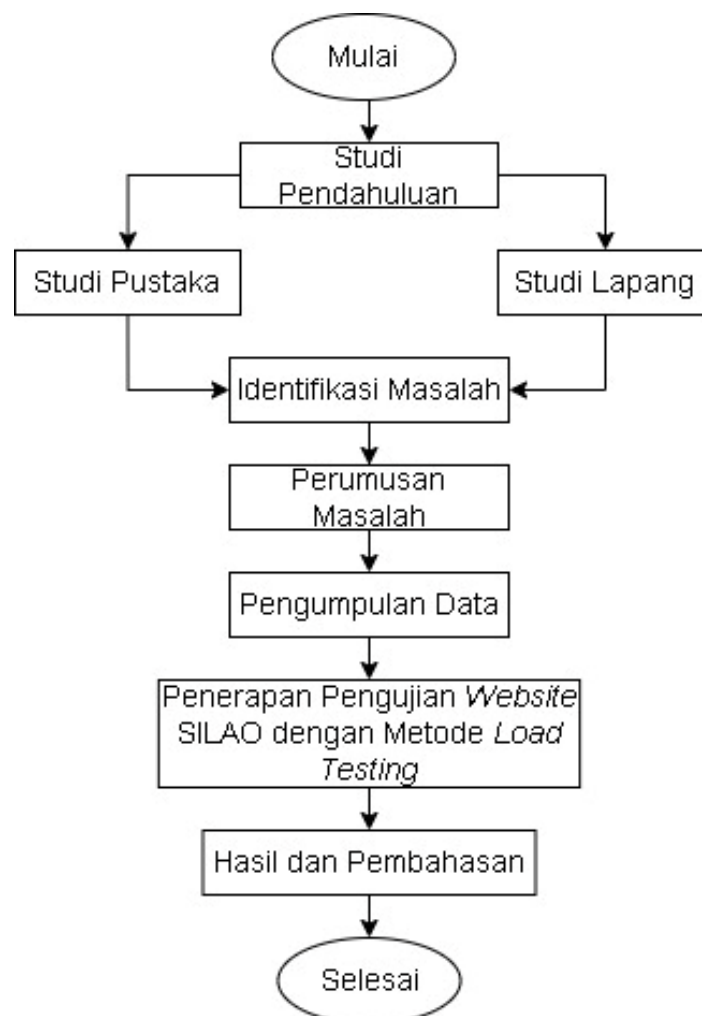 Mulai
Studi
Pendahuluan
Studi Pustaka
Studi Lapang
Identifikasi Masalah
Perumusan
Masalah
Pengumpulan Data
Penerapan Pengujian Website
SILAO dengan Metode Load
Testing
Hasil dan Pembahasan
Selesai